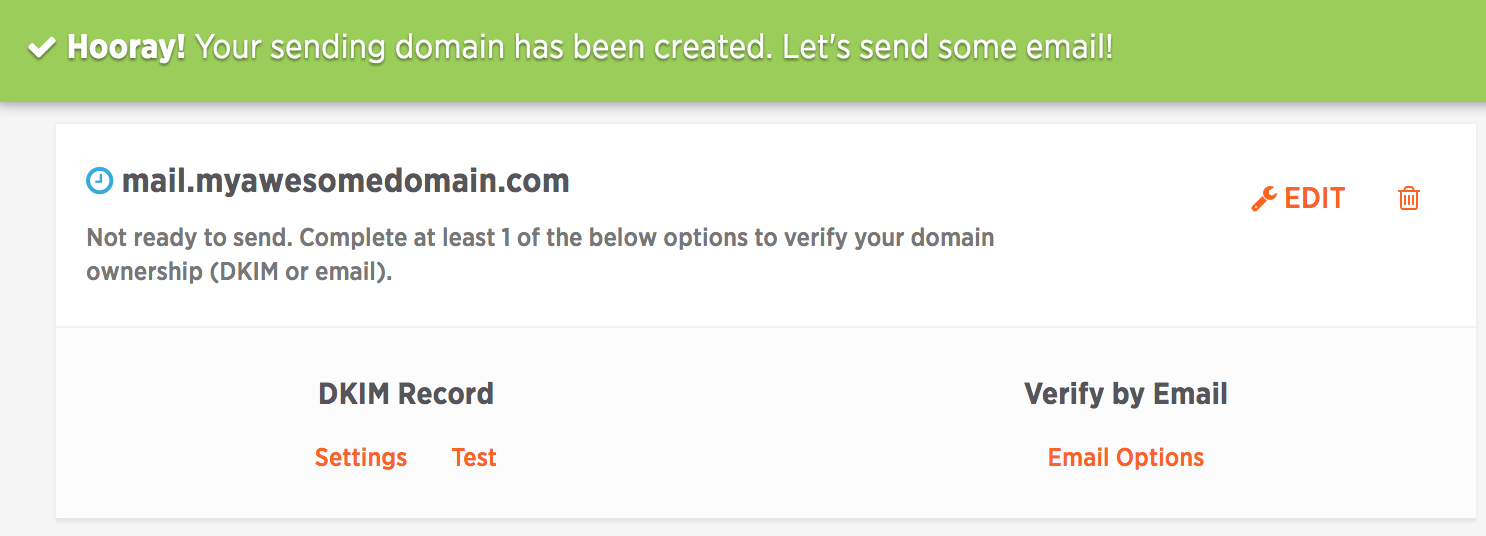 Hooray! Your sending domain has been created. Let's send some email!
mail.myawesomedomain.com
EDIT
Not ready to send. Complete at least 1 of the below options to verify your domain
ownership (DKIM or email).
DKIM Record
Verify by Email
Settings Test
Email Options